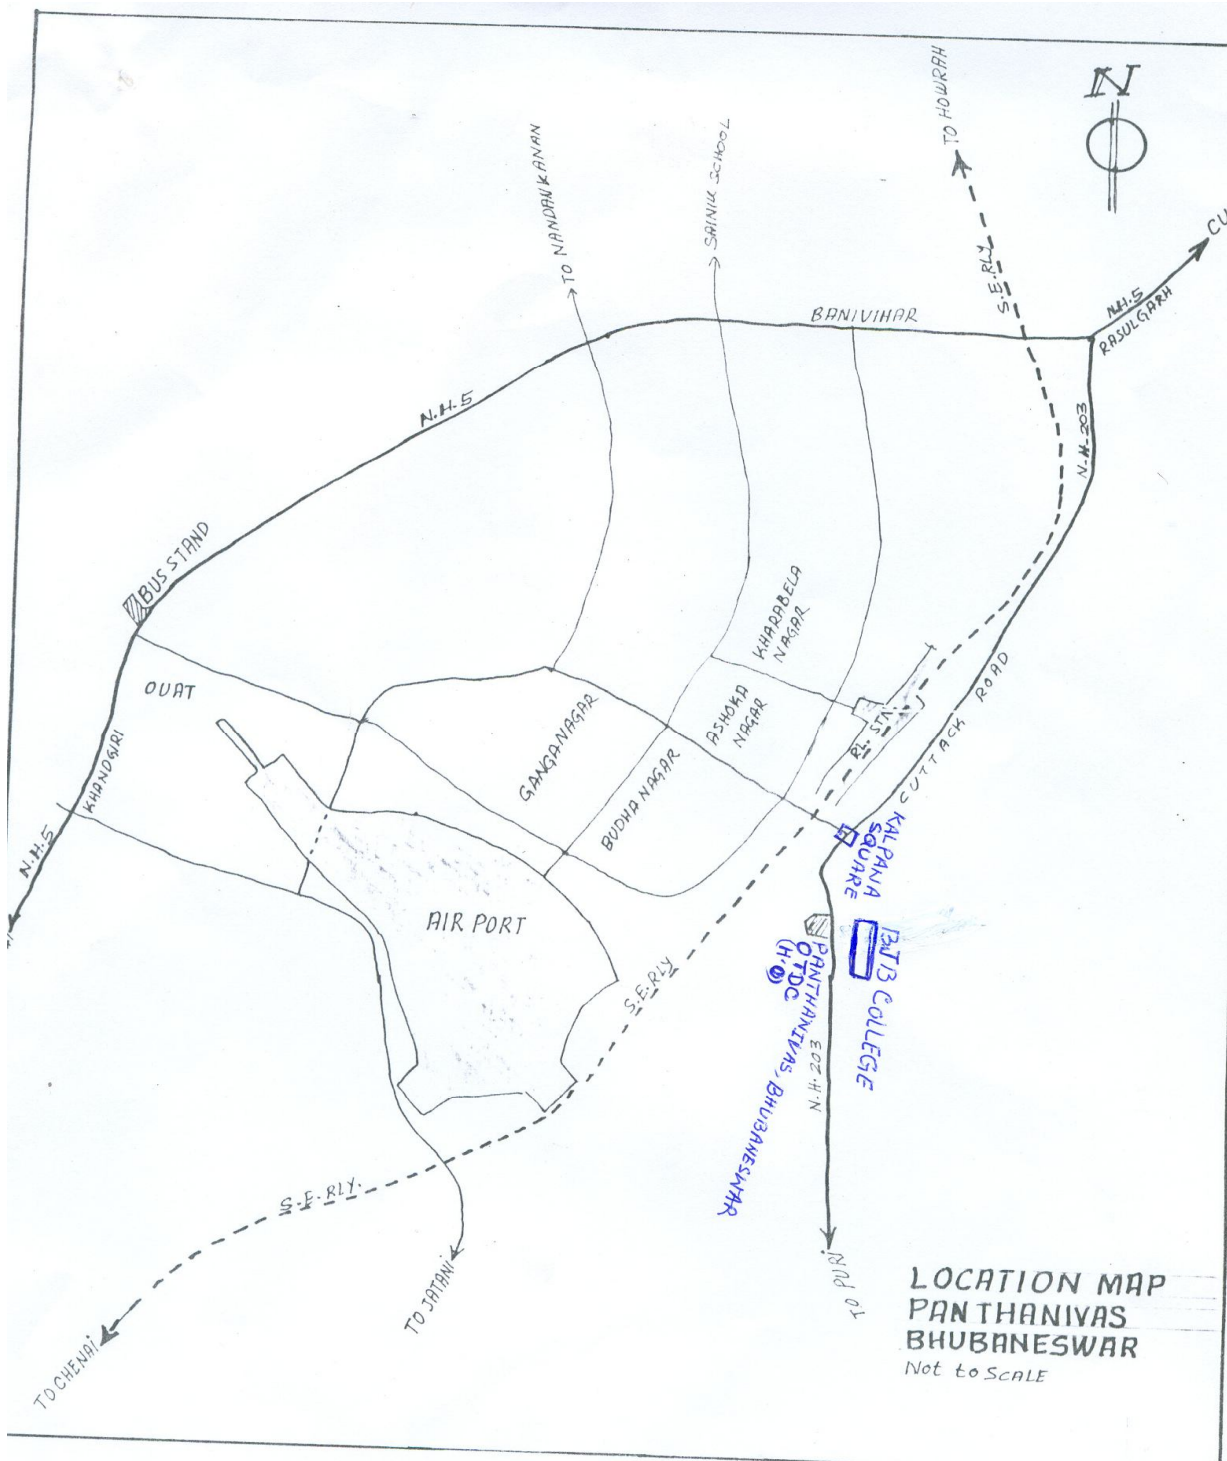 N
TO HOWRAH
CU
TO NANDANKANAN
SAINIK SCHOOL
S.E.RLY
N.H.5
RASULGARH
BANIVIHAR
N.H.5
N-H-203
BUS STAND
KHARABELA
NAGAR
OUAT
KHANDGIRI
N.H.5
GANGANAGAR
BUDHANAGAR
ASHOKA
NAGAR
RL. STN.
CUTTACK ROAD
KALPANA
SQUARE
AIR PORT
BJB COLLEGE
PANTHANIVAS, BHUBANESWAR
OTDC
(H.O)
S.E.RLY
N.H.203
S.E.RLY.
TO CHENAI
TO JATANI
TO PURI
LOCATION MAP
PANTHANIVAS
BHUBANESWAR
Not to SCALE